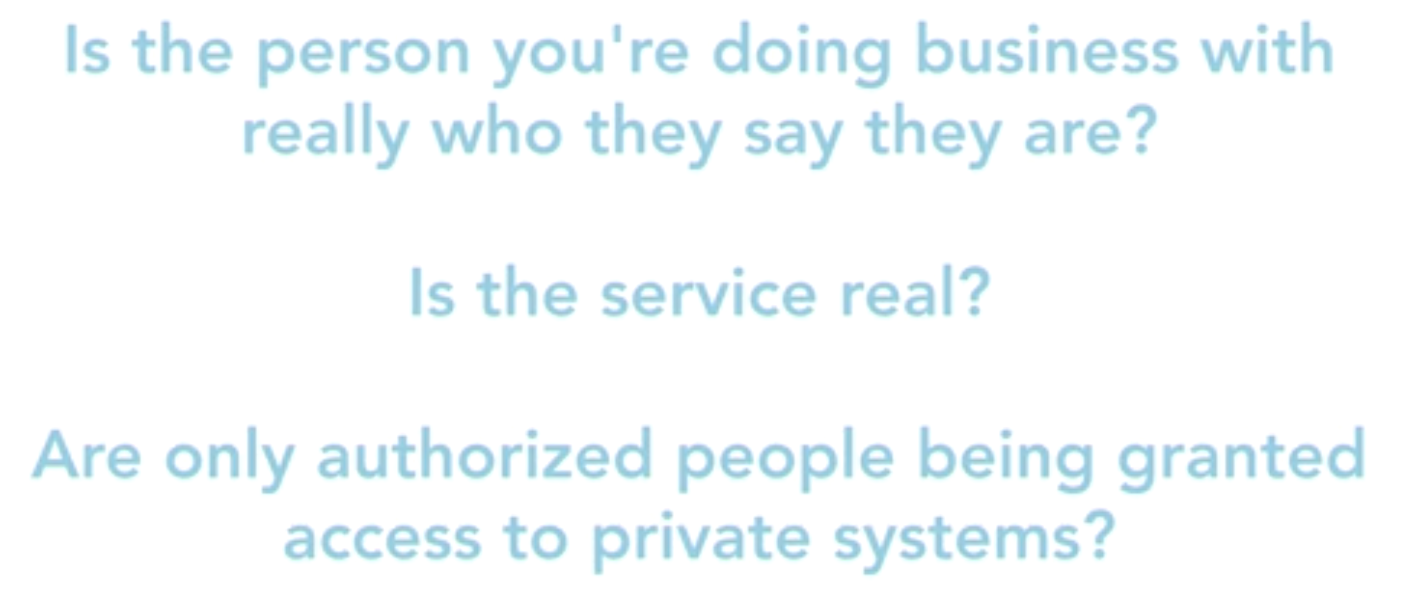 Is the person you're doing business with
really who they say they are?
Is the service real?
Are only authorized people being granted
access to private systems?